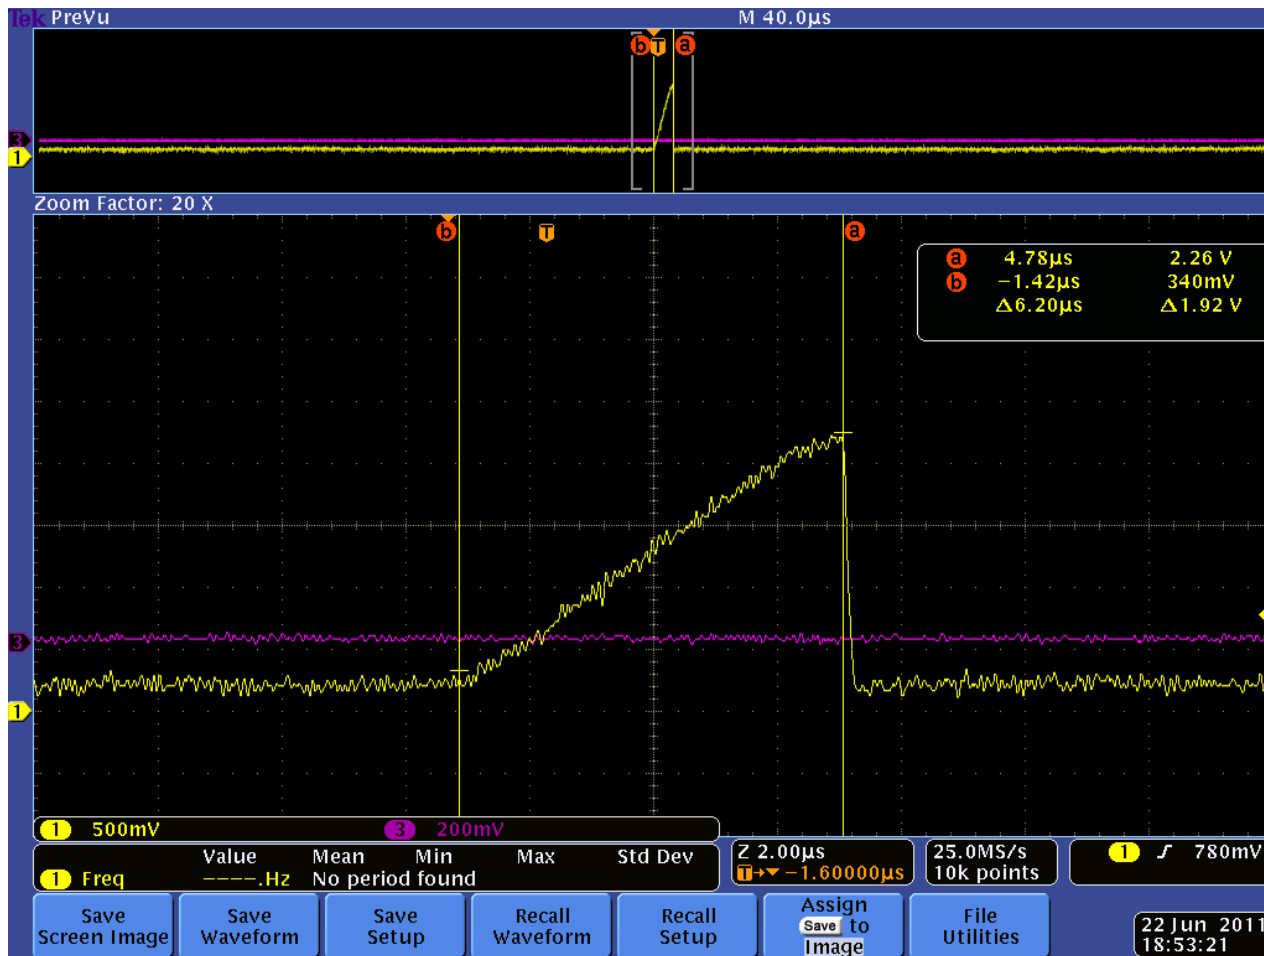 Tek PreVu M 40.0µs
b T a
3
1
Zoom Factor: 20 X
b T a
a 4.78µs 2.26 V
b −1.42µs 340mV
Δ6.20µs Δ1.92 V
3
1
1 500mV 3 200mV
Value Mean Min Max Std Dev
1 Freq ----.Hz No period found
Z 2.00µs
T→▼ −1.60000µs
25.0MS/s
10k points
1 780mV
Save
Screen Image
Save
Waveform
Save
Setup
Recall
Waveform
Recall
Setup
Assign
Save to
Image
File
Utilities
22 Jun 2011
18:53:21